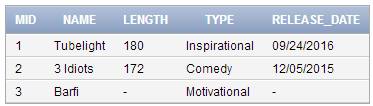 MID NAME LENGTH TYPE RELEASE_DATE
1 Tubelight 180 Inspirational 09/24/2016
2 3 Idiots 172 Comedy 12/05/2015
3 Barfi - Motivational -